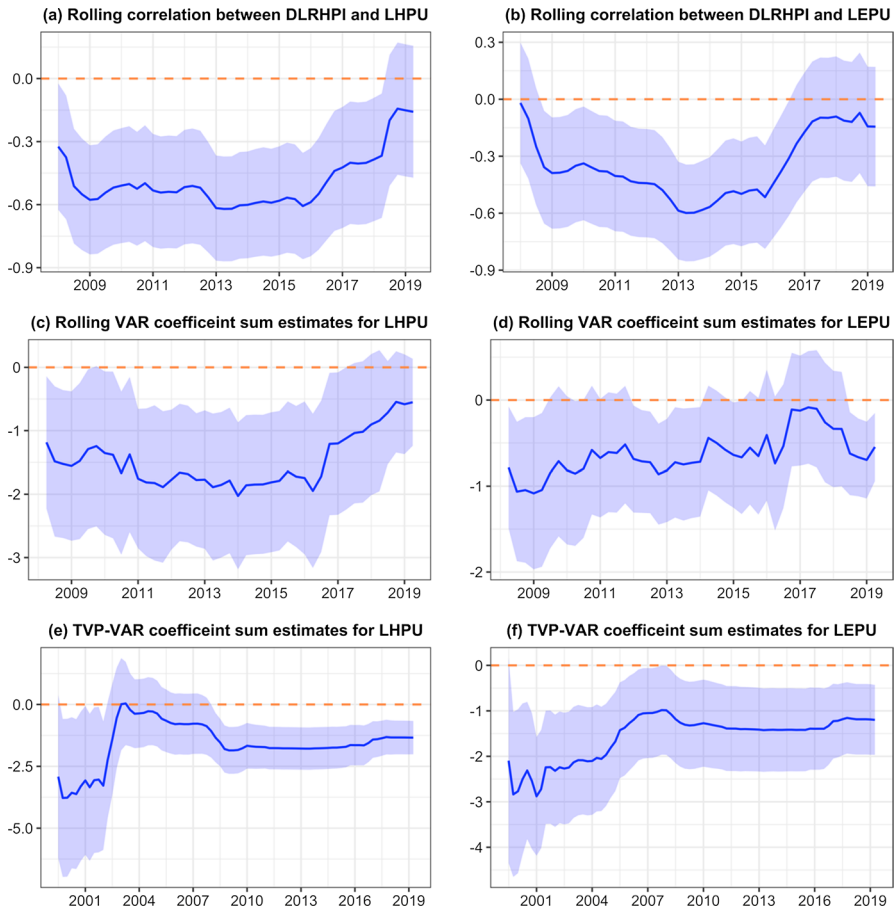 (a) Rolling correlation between DLRHPI and LHPU
0.0
-0.3
-0.6
-0.9
2009 2011 2013 2015 2017 2019
(b) Rolling correlation between DLRHPI and LEPU
0.3
0.0
-0.3
-0.6
-0.9
2009 2011 2013 2015 2017 2019
(c) Rolling VAR coefficeint sum estimates for LHPU
0
-1
-2
-3
2009 2011 2013 2015 2017 2019
(d) Rolling VAR coefficeint sum estimates for LEPU
0
-1
-2
2009 2011 2013 2015 2017 2019
(e) TVP-VAR coefficeint sum estimates for LHPU
0.0
-2.5
-5.0
2001 2004 2007 2010 2013 2016 2019
(f) TVP-VAR coefficeint sum estimates for LEPU
0
-1
-2
-3
-4
2001 2004 2007 2010 2013 2016 2019